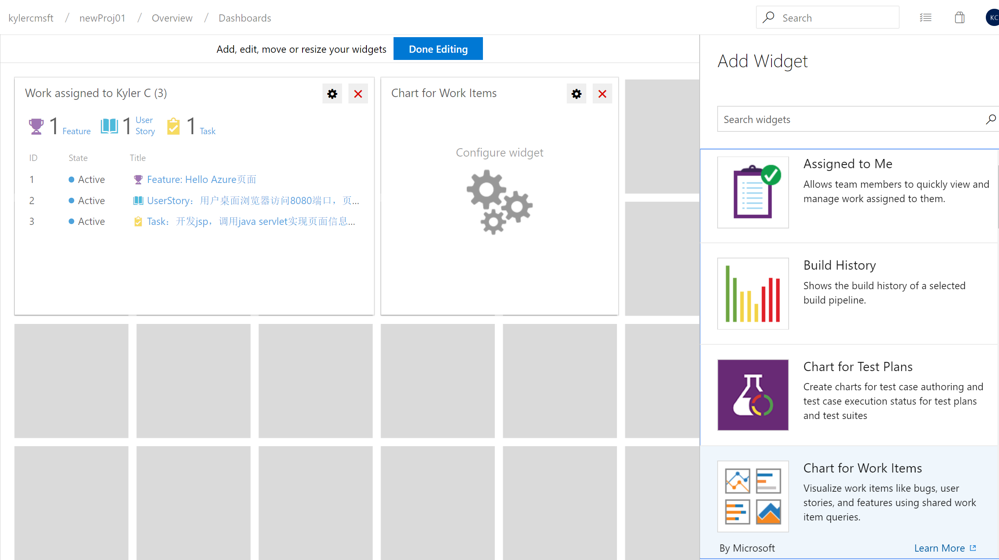 kylercmsft / newProj01 / Overview / Dashboards
Search
KC
Add, edit, move or resize your widgets
Done Editing
Work assigned to Kyler C (3)
1 Feature
1 User Story
1 Task
ID State Title
1 Active Feature: Hello Azure页面
2 Active UserStory：用户桌面浏览器访问8080端口，页...
3 Active Task：开发jsp，调用java servlet实现页面信息...
Chart for Work Items
Configure widget
Add Widget
Search widgets
Assigned to Me
Allows team members to quickly view and
manage work assigned to them.
Build History
Shows the build history of a selected
build pipeline.
Chart for Test Plans
Create charts for test case authoring and
test case execution status for test plans
and test suites
Chart for Work Items
Visualize work items like bugs, user
stories, and features using shared work
item queries.
By Microsoft
Learn More